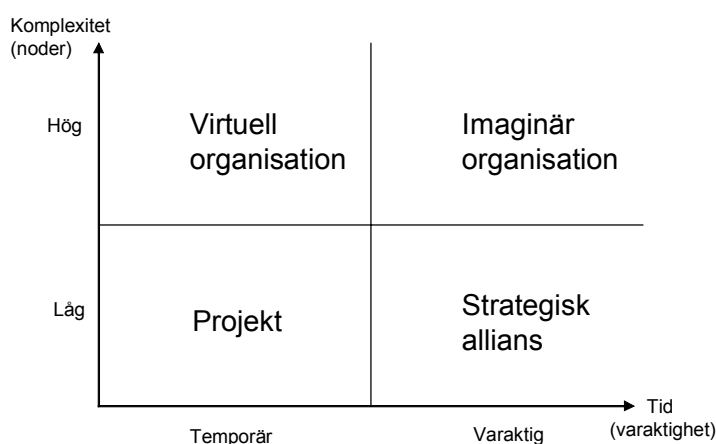 Komplexitet
(noder)
Hög
Virtuell
organisation
Imaginär
organisation
Låg
Projekt
Strategisk
allians
Tid
(varaktighet)
Temporär
Varaktig